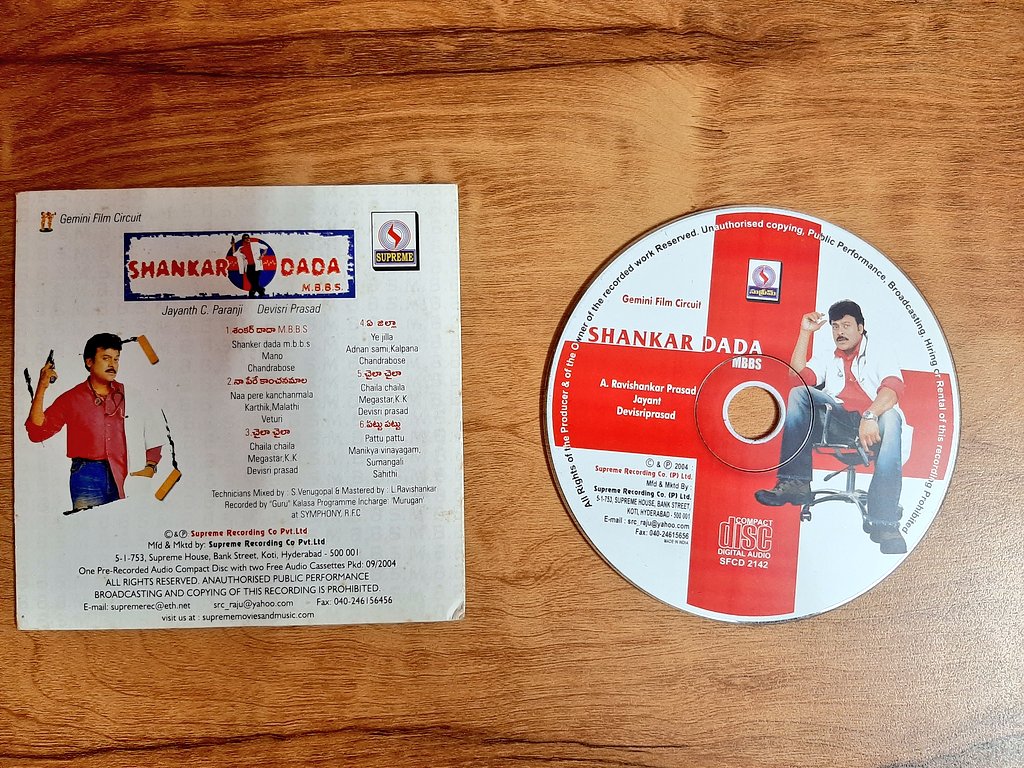 Gemini Film Circuit
SUPREME
SHANKAR DADA
M.B.B.S.
Jayanth C. Paranji Devisri Prasad
1.శంకర్ దాదా M.B.B.S
Shanker dada m.b.b.s
Mano
Chandrabose
2.నా పేరే కాంచనమాల
Naa pere kanchanmala
Karthik,Malathi
Veturi
3.చైలా చైలా
Chaila chaila
Megastar,K.K
Devisri prasad
4.ఏ జిల్లా
Ye jilla
Adnan sami,Kalpana
Chandrabose
5.చైలా చైలా
Chaila chaila
Megastar,K.K
Devisri prasad
6.పట్టు పట్టు
Pattu pattu
Manikya vinayagam,
Sumangali
Sahithi
Technicians Mixed by : S.Venugopal & Mastered by : L.Ravishankar
Recorded by "Guru" Kalasa Programme Incharge: 'Murugan'
at SYMPHONY, R.F.C
©&℗ Supreme Recording Co Pvt.Ltd
Mfd & Mktd by: Supreme Recording Co Pvt.Ltd
5-1-753, Supreme House, Bank Street, Koti, Hyderabad - 500 001
One Pre-Recorded Audio Compact Disc with two Free Audio Cassettes Pkd: 09/2004
ALL RIGHTS RESERVED. ANAUTHORISED PUBLIC PERFORMANCE
BROADCASTING AND COPYING OF THIS RECORDING IS PROHIBITED.
E-mail: supremerec@eth.net src_raju@yahoo.com Fax: 040-246156456
visit us at : suprememoviesandmusic.com
All Rights of the Producer & of the Owner of the recorded work Reserved. Unauthorised copying, Public Performance, Broadcasting, Hiring or Rental of this recording Prohibited
సుప్రీమ్
Gemini Film Circuit
SHANKAR DADA
MBBS
A. Ravishankar Prasad
Jayant
Devisriprasad
© & ℗ 2004 :
Supreme Recording Co. (P) Ltd.
Mfd & Mktd By :
Supreme Recording Co. (P) Ltd.
5-1-753, SUPREME HOUSE, BANK STREET,
KOTI, HYDERABAD - 500 001
E-mail : src_raju@yahoo.com
Fax: 040-24615656
MADE IN INDIA
COMPACT
disc
DIGITAL AUDIO
SFCD 2142